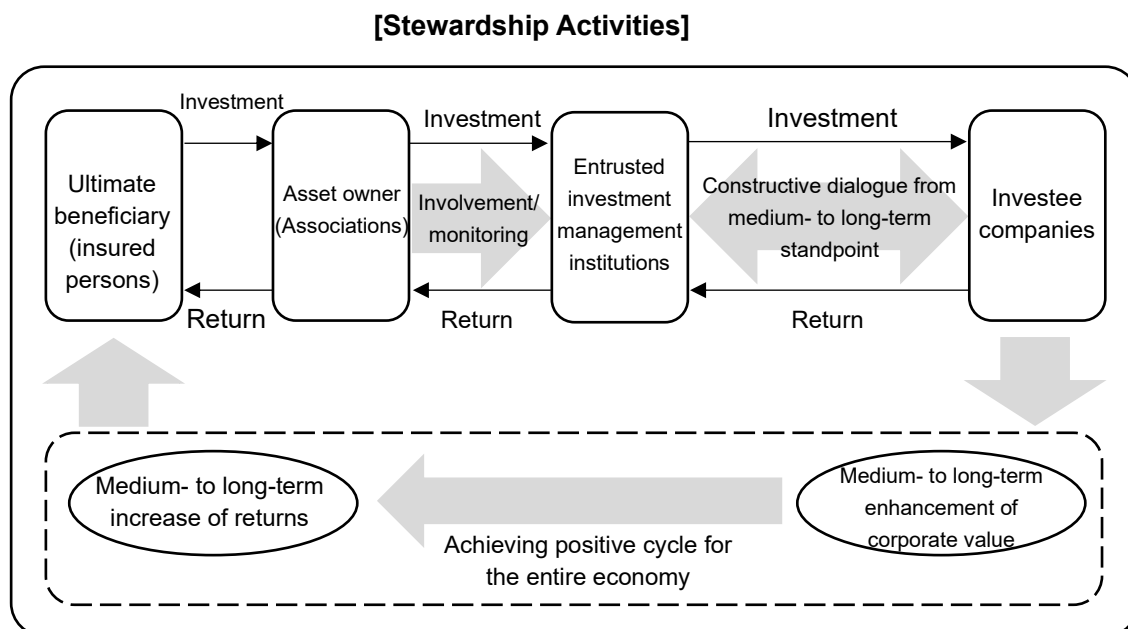 [Stewardship Activities]
Investment
Investment
Investment
Ultimate
beneficiary
(insured
persons)
Asset owner
(Associations)
Involvement/
monitoring
Entrusted
investment
management
institutions
Constructive dialogue from
medium- to long-term
standpoint
Investee
companies
Return
Return
Return
Medium- to long-term
increase of returns
Achieving positive cycle for
the entire economy
Medium- to long-term
enhancement of
corporate value